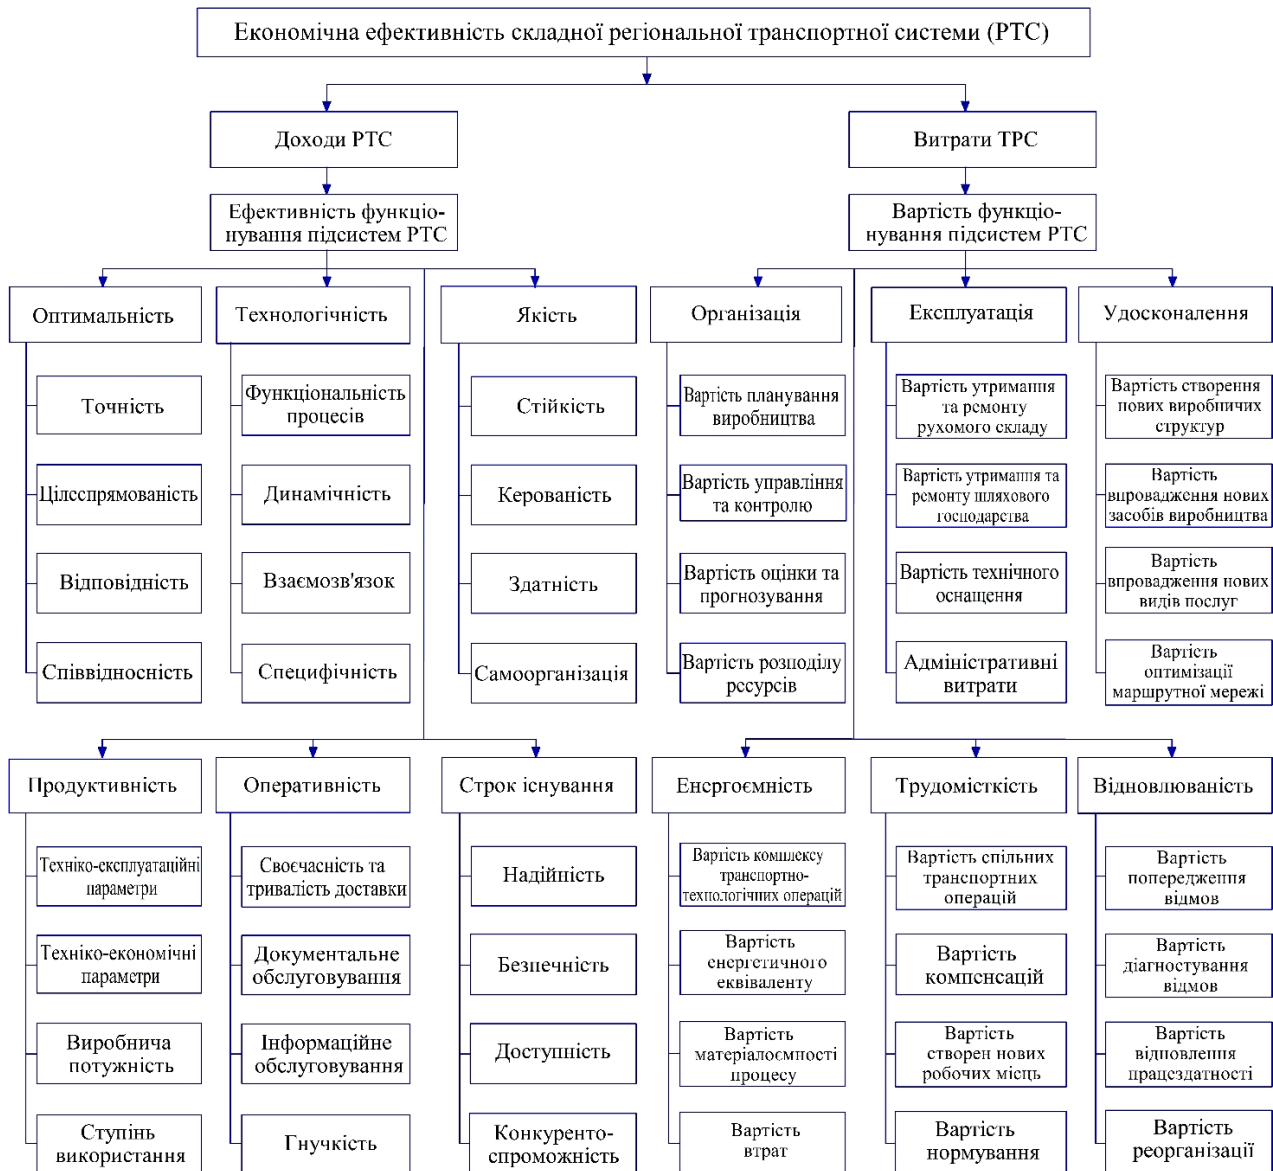 Економічна ефективність складної регіональної транспортної системи (РТС)
Доходи РТС
Витрати ТРС
Ефективність функціо-
нування підсистем РТС
Вартість функціо-
нування підсистем РТС
Оптимальність
Технологічність
Якість
Організація
Експлуатація
Удосконалення
Точність
Функціональність
процесів
Стійкість
Вартість планування
виробництва
Вартість утримання
та ремонту
рухомого складу
Вартість створення
нових виробничих
структур
Цілеспрямованість
Динамічність
Керованість
Вартість управління
та контролю
Вартість утримання та
ремонту шляхового
господарства
Вартість
впровадження нових
засобів виробництва
Відповідність
Взаємозв'язок
Здатність
Вартість оцінки та
прогнозування
Вартість технічного
оснащення
Вартість
впровадження нових
видів послуг
Співвідносність
Специфічність
Самоорганізація
Вартість розподілу
ресурсів
Адміністративні
витрати
Вартість
оптимізації
маршрутної мережі
Продуктивність
Оперативність
Строк існування
Енергоємність
Трудомісткість
Відновлюваність
Техніко-експлуатаційні
параметри
Своєчасність та
тривалість доставки
Надійність
Вартість комплексу
транспортно-
технологічних операцій
Вартість спільних
транспортних
операцій
Вартість
попередження
відмов
Техніко-економічні
параметри
Документальне
обслуговування
Безпечність
Вартість
енергетичного
еквіваленту
Вартість
компенсацій
Вартість
діагностування
відмов
Виробнича
потужність
Інформаційне
обслуговування
Доступність
Вартість
матеріалоємності
процесу
Вартість
створен нових
робочих місць
Вартість
відновлення
працездатності
Ступінь
використання
Гнучкість
Конкуренто-
спроможність
Вартість
втрат
Вартість
нормування
Вартість
реорганізації